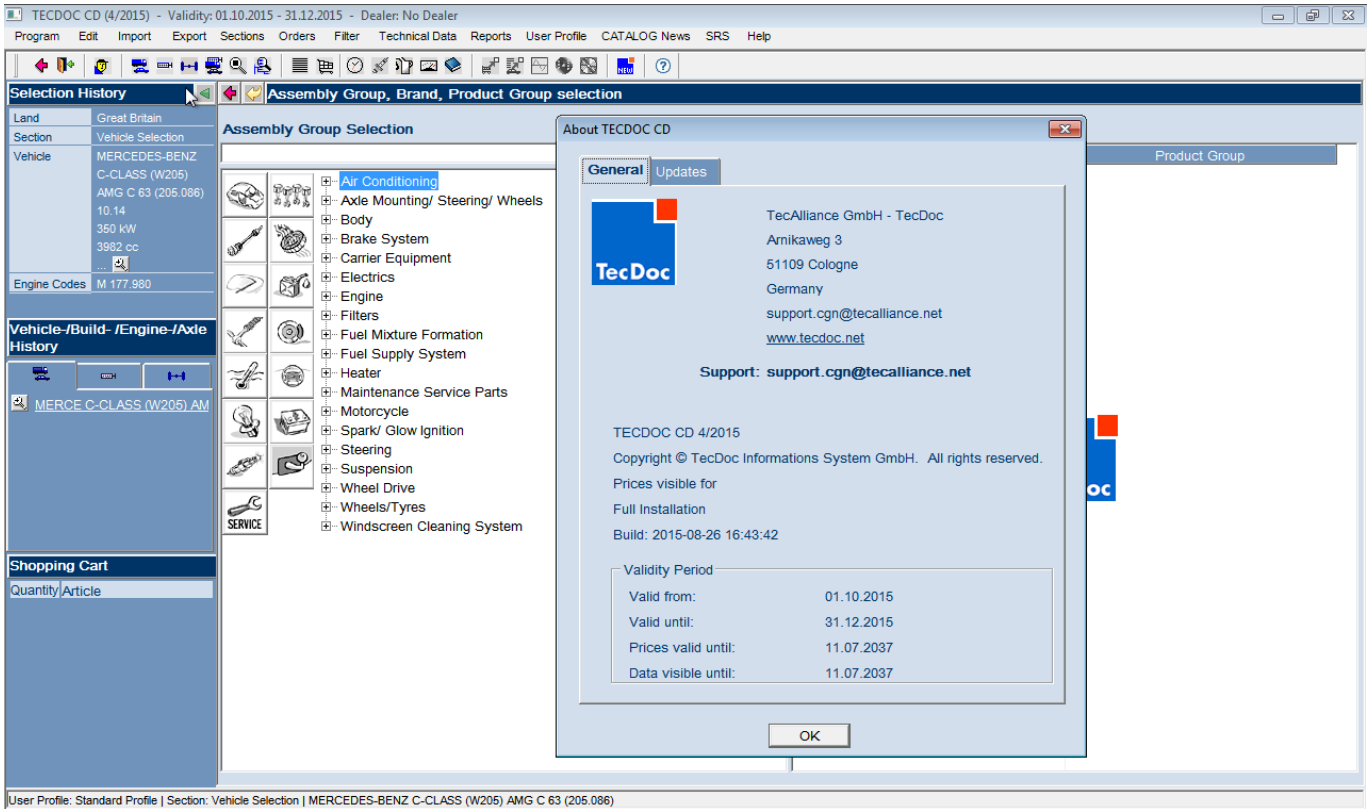 TECDOC CD (4/2015) - Validity: 01.10.2015 - 31.12.2015 - Dealer: No Dealer
Program Edit Import Export Sections Orders Filter Technical Data Reports User Profile CATALOG News SRS Help
NEW
Selection History
Land Great Britain
Section Vehicle Selection
Vehicle MERCEDES-BENZ
C-CLASS (W205)
AMG C 63 (205.086)
10.14
350 kW
3982 cc
...
Engine Codes M 177.980
Vehicle-/Build- /Engine-/Axle
History
MERCE C-CLASS (W205) AM
Shopping Cart
Quantity Article
Assembly Group, Brand, Product Group selection
Assembly Group Selection
Air Conditioning
Axle Mounting/ Steering/ Wheels
Body
Brake System
Carrier Equipment
Electrics
Engine
Filters
Fuel Mixture Formation
Fuel Supply System
Heater
Maintenance Service Parts
Motorcycle
Spark/ Glow Ignition
Steering
Suspension
Wheel Drive
Wheels/Tyres
Windscreen Cleaning System
SERVICE
Product Group
oc
About TECDOC CD
General Updates
TecDoc
TecAlliance GmbH - TecDoc
Arnikaweg 3
51109 Cologne
Germany
support.cgn@tecalliance.net
www.tecdoc.net
Support: support.cgn@tecalliance.net
TECDOC CD 4/2015
Copyright © TecDoc Informations System GmbH. All rights reserved.
Prices visible for
Full Installation
Build: 2015-08-26 16:43:42
Validity Period
Valid from: 01.10.2015
Valid until: 31.12.2015
Prices valid until: 11.07.2037
Data visible until: 11.07.2037
OK
User Profile: Standard Profile | Section: Vehicle Selection | MERCEDES-BENZ C-CLASS (W205) AMG C 63 (205.086)